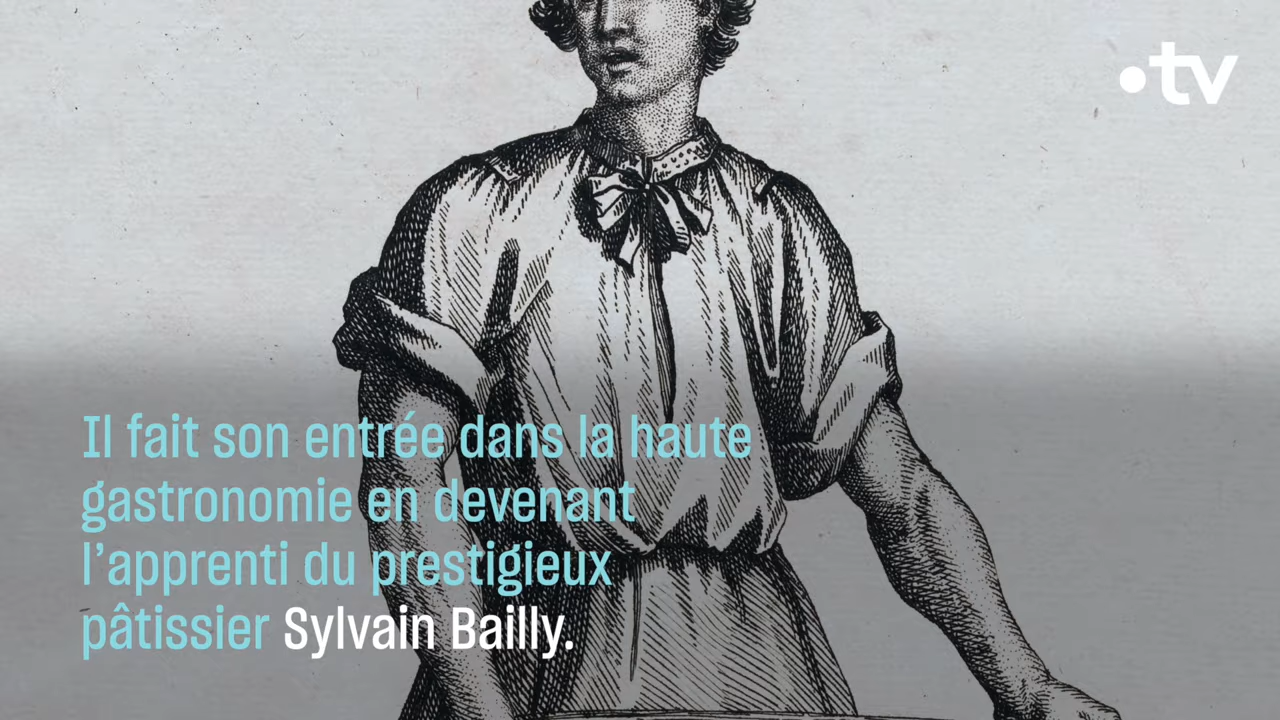 •tv
Il fait son entrée dans la haute
gastronomie en devenant
l’apprenti du prestigieux
pâtissier Sylvain Bailly.